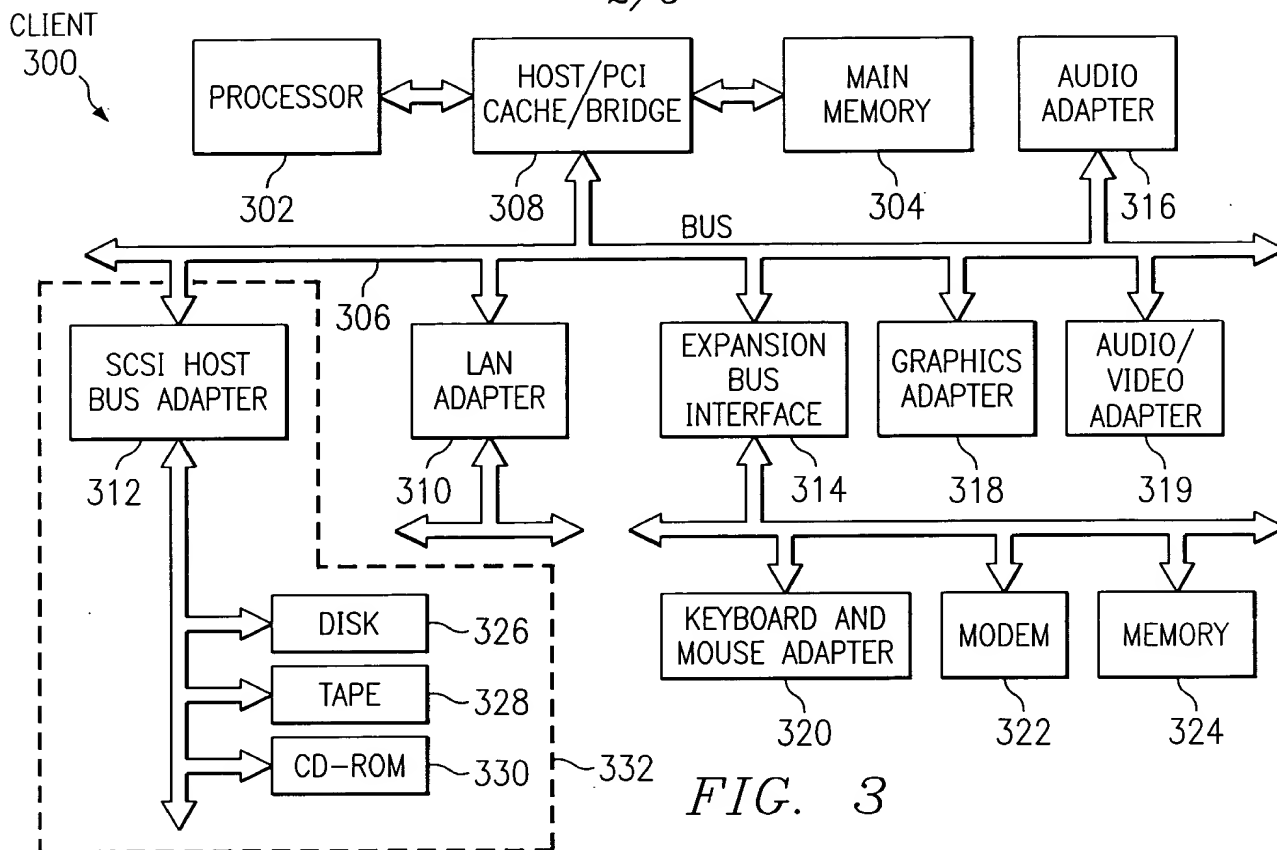 CLIENT
300
PROCESSOR
302
HOST/PCI
CACHE/BRIDGE
308
MAIN
MEMORY
304
AUDIO
ADAPTER
316
BUS
306
SCSI HOST
BUS ADAPTER
312
LAN
ADAPTER
310
EXPANSION
BUS
INTERFACE
314
GRAPHICS
ADAPTER
318
AUDIO/
VIDEO
ADAPTER
319
DISK
326
TAPE
328
CD-ROM
330
332
KEYBOARD AND
MOUSE ADAPTER
320
MODEM
322
MEMORY
324
FIG. 3